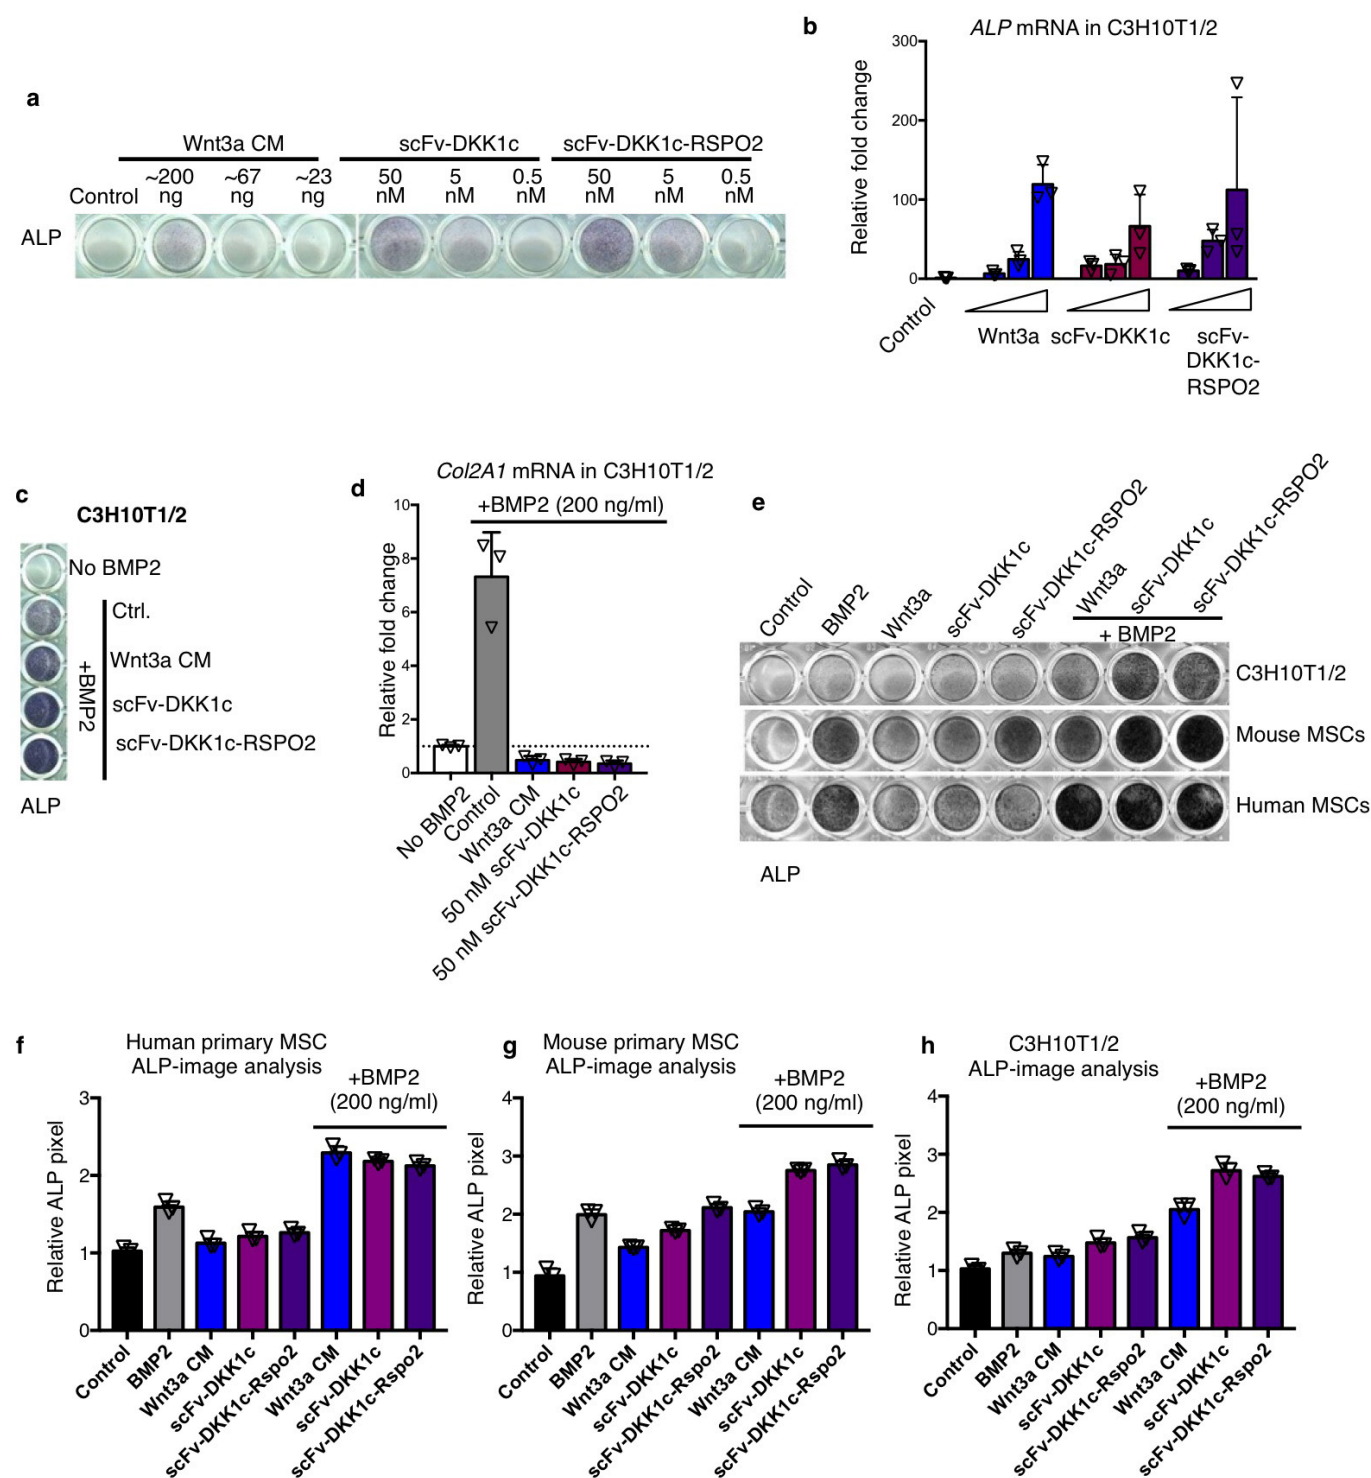 a
Wnt3a CM scFv-DKK1c scFv-DKK1c-RSPO2
Control ~200 ng ~67 ng ~23 ng 50 nM 5 nM 0.5 nM 50 nM 5 nM 0.5 nM
ALP
b
ALP mRNA in C3H10T1/2
Relative fold change
300
200
100
0
Control
Wnt3a scFv-DKK1c scFv-
DKK1c-
RSPO2
c
C3H10T1/2
No BMP2
+BMP2
Ctrl.
Wnt3a CM
scFv-DKK1c
scFv-DKK1c-RSPO2
ALP
d
Col2A1 mRNA in C3H10T1/2
+BMP2 (200 ng/ml)
Relative fold change
10
8
6
4
2
0
No BMP2
Control
Wnt3a CM
50 nM scFv-DKK1c
50 nM scFv-DKK1c-RSPO2
e
Control
BMP2
Wnt3a
scFv-DKK1c
scFv-DKK1c-RSPO2
Wnt3a
scFv-DKK1c
scFv-DKK1c-RSPO2
+ BMP2
C3H10T1/2
Mouse MSCs
Human MSCs
ALP
f
Human primary MSC
ALP-image analysis
+BMP2
(200 ng/ml)
Relative ALP pixel
3
2
1
0
Control
BMP2
Wnt3a CM
scFv-DKK1c
scFv-DKK1c-Rspo2
Wnt3a CM
scFv-DKK1c
scFv-DKK1c-Rspo2
g
Mouse primary MSC
ALP-image analysis
+BMP2
(200 ng/ml)
Relative ALP pixel
4
3
2
1
0
Control
BMP2
Wnt3a CM
scFv-DKK1c
scFv-DKK1c-Rspo2
Wnt3a CM
scFv-DKK1c
scFv-DKK1c-Rspo2
h
C3H10T1/2
ALP-image analysis
+BMP2
(200 ng/ml)
Relative ALP pixel
4
3
2
1
0
Control
BMP2
Wnt3a CM
scFv-DKK1c
scFv-DKK1c-Rspo2
Wnt3a CM
scFv-DKK1c
scFv-DKK1c-Rspo2